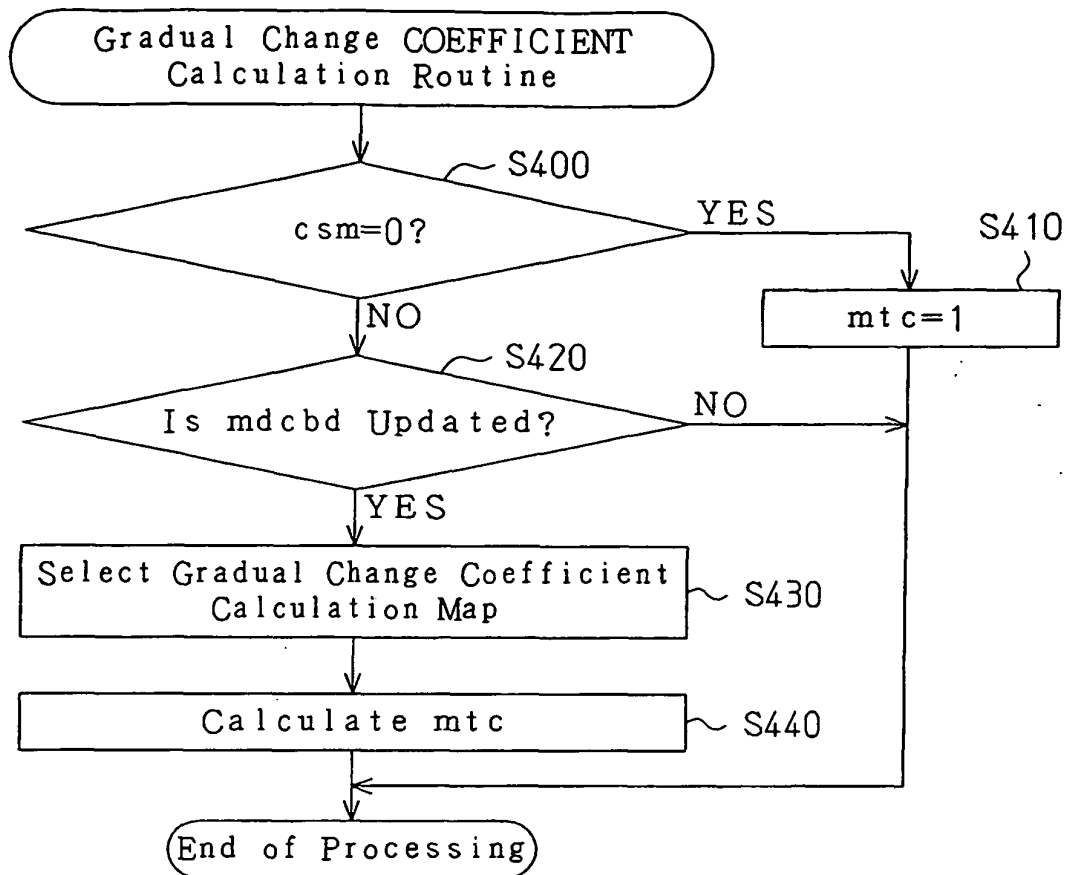 Gradual Change COEFFICIENT
Calculation Routine
S400
csm=0?
YES
S410
mtc=1
NO
S420
Is mdcbd Updated?
NO
YES
Select Gradual Change Coefficient
Calculation Map
S430
Calculate mtc
S440
End of Processing